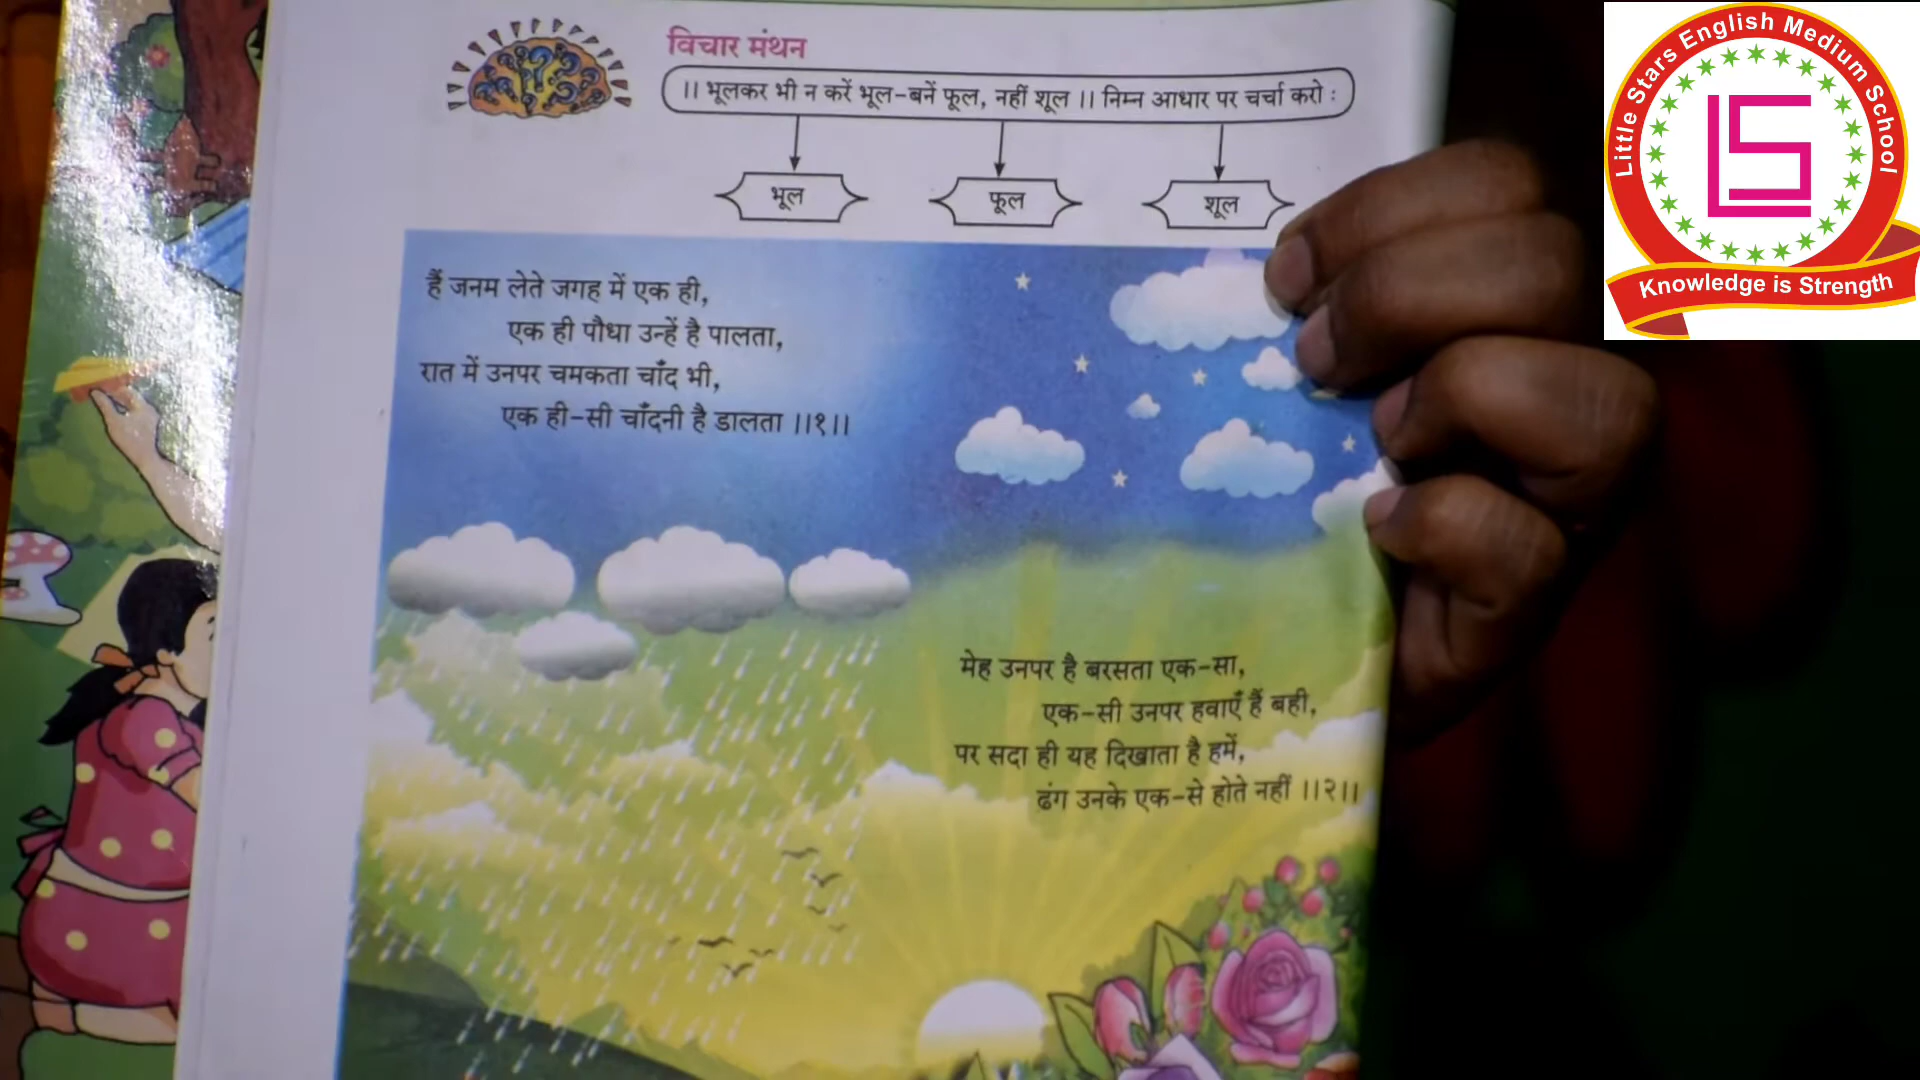 विचार मंथन
।। भूलकर भी न करें भूल-बनें फूल, नहीं शूल ।। निम्न आधार पर चर्चा करो :
भूल
फूल
शूल
हैं जनम लेते जगह में एक ही,
एक ही पौधा उन्हें है पालता,
रात में उनपर चमकता चाँद भी,
एक ही-सी चाँदनी है डालता ।।१।।
मेह उनपर है बरसता एक-सा,
एक-सी उनपर हवाएँ हैं बही,
पर सदा ही यह दिखाता है हमें,
ढंग उनके एक-से होते नहीं ।।२।।
Little Stars English Medium School
LS
Knowledge is Strength